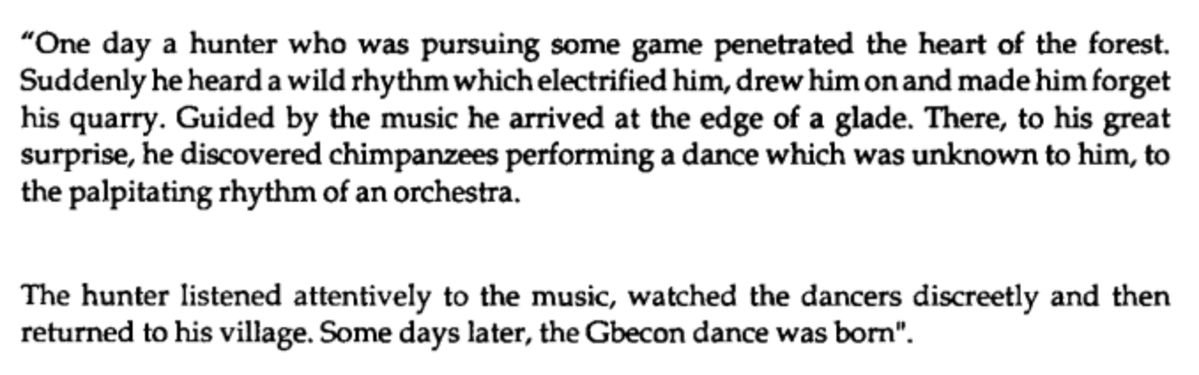 “One day a hunter who was pursuing some game penetrated the heart of the forest.
Suddenly he heard a wild rhythm which electrified him, drew him on and made him forget
his quarry. Guided by the music he arrived at the edge of a glade. There, to his great
surprise, he discovered chimpanzees performing a dance which was unknown to him, to
the palpitating rhythm of an orchestra.
The hunter listened attentively to the music, watched the dancers discreetly and then
returned to his village. Some days later, the Gbecon dance was born".